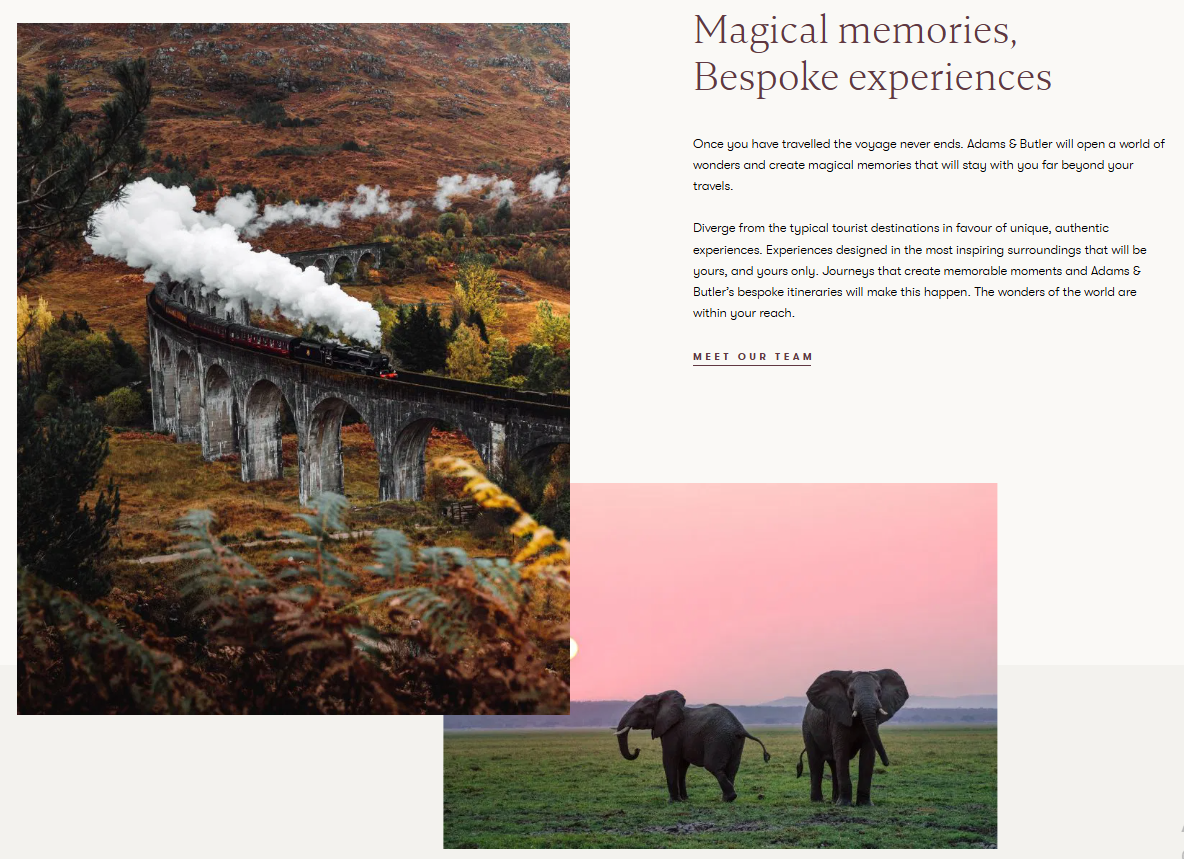 Magical memories,
Bespoke experiences
Once you have travelled the voyage never ends. Adams & Butler will open a world of
wonders and create magical memories that will stay with you far beyond your
travels.
Diverge from the typical tourist destinations in favour of unique, authentic
experiences. Experiences designed in the most inspiring surroundings that will be
yours, and yours only. Journeys that create memorable moments and Adams &
Butler's bespoke itineraries will make this happen. The wonders of the world are
within your reach.
MEET OUR TEAM